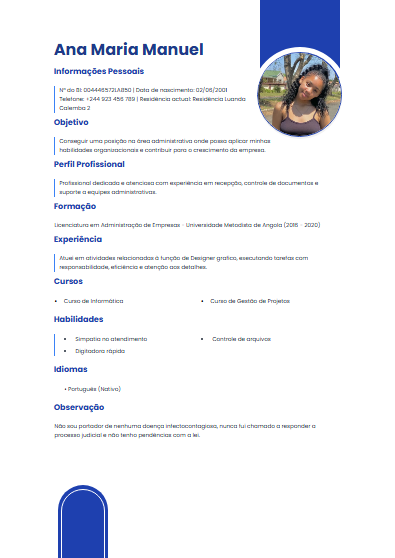 Ana Maria Manuel
Informações Pessoais
Nº do BI: 004446572LA850 | Data de nascimento: 02/06/2001
Telefone: +244 923 456 789 | Residência actual: Residência Luanda
Calemba 2
Objetivo
Conseguir uma posição na área administrativa onde possa aplicar minhas
habilidades organizacionais e contribuir para o crescimento da empresa.
Perfil Profissional
Profissional dedicada e atenciosa com experiência em recepção, controle de documentos e
suporte a equipes administrativas.
Formação
Licenciatura em Administração de Empresas - Universidade Metodista de Angola (2016 - 2020)
Experiência
Atuei em atividades relacionados à função de Designer grafico, executando tarefas com
responsabilidade, eficiência e atenção aos detalhes.
Cursos
• Curso de Informática
• Curso de Gestão de Projetos
Habilidades
• Simpatia no atendimento
• Controle de arquivos
• Digitadora rápida
Idiomas
• Português (Nativo)
Observação
Não sou portador de nenhuma doença infectocontagiosa, nunca fui chamado a responder a
processo judicial e não tenho pendências com a lei.